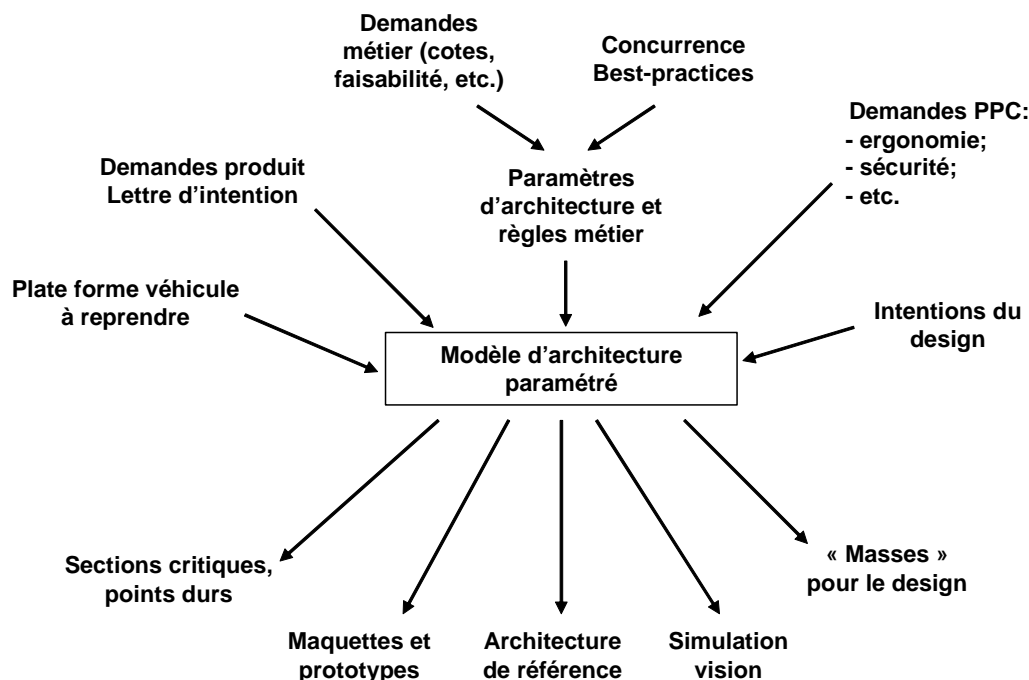 Demandes
métier (cotes,
faisabilité, etc.)
Concurrence
Best-practices
Demandes PPC:
- ergonomie;
- sécurité;
- etc.
Demandes produit
Lettre d’intention
Paramètres
d’architecture et
règles métier
Plate forme véhicule
à reprendre
Intentions du
design
Modèle d’architecture
paramétré
Sections critiques,
points durs
« Masses »
pour le design
Maquettes et
prototypes
Architecture
de référence
Simulation
vision